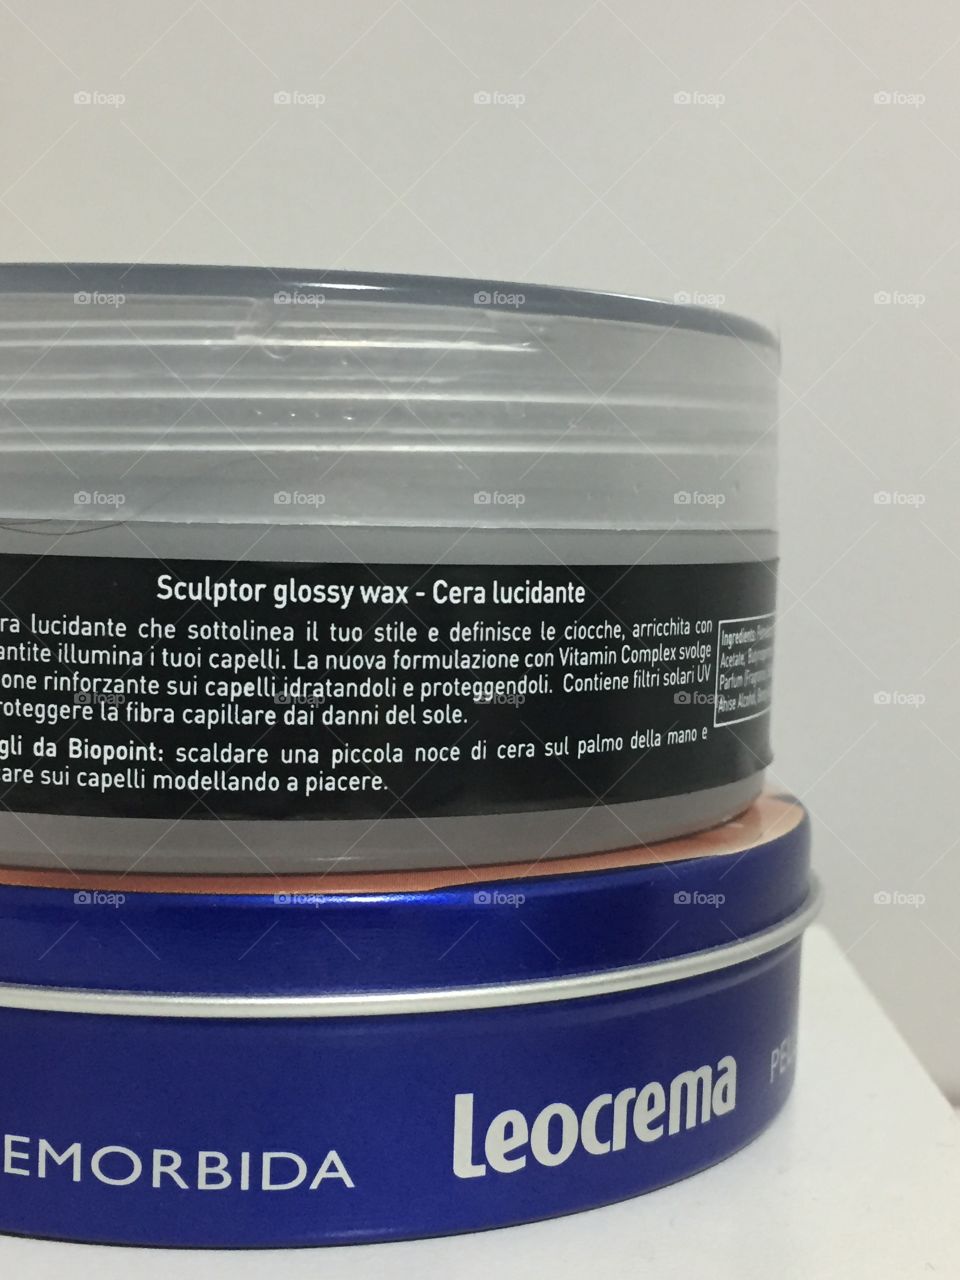 Sculptor glossy wax - Cera lucidante
ra lucidante che sottolinea il tuo stile e definisce le ciocche, arricchita con
antite illumina i tuoi capelli. La nuova formulazione con Vitamin Complex svolge
one rinforzante sui capelli idratandoli e proteggendoli. Contiene filtri solari UV
roteggere la fibra capillare dai danni del sole.
gli da Biopoint: scaldare una piccola noce di cera sul palmo della mano e
are sui capelli modellando a piacere.
Ingredients:
Acetate,
Parfum
Anise Alcohol,
Leocrema
EMORBIDA
foap